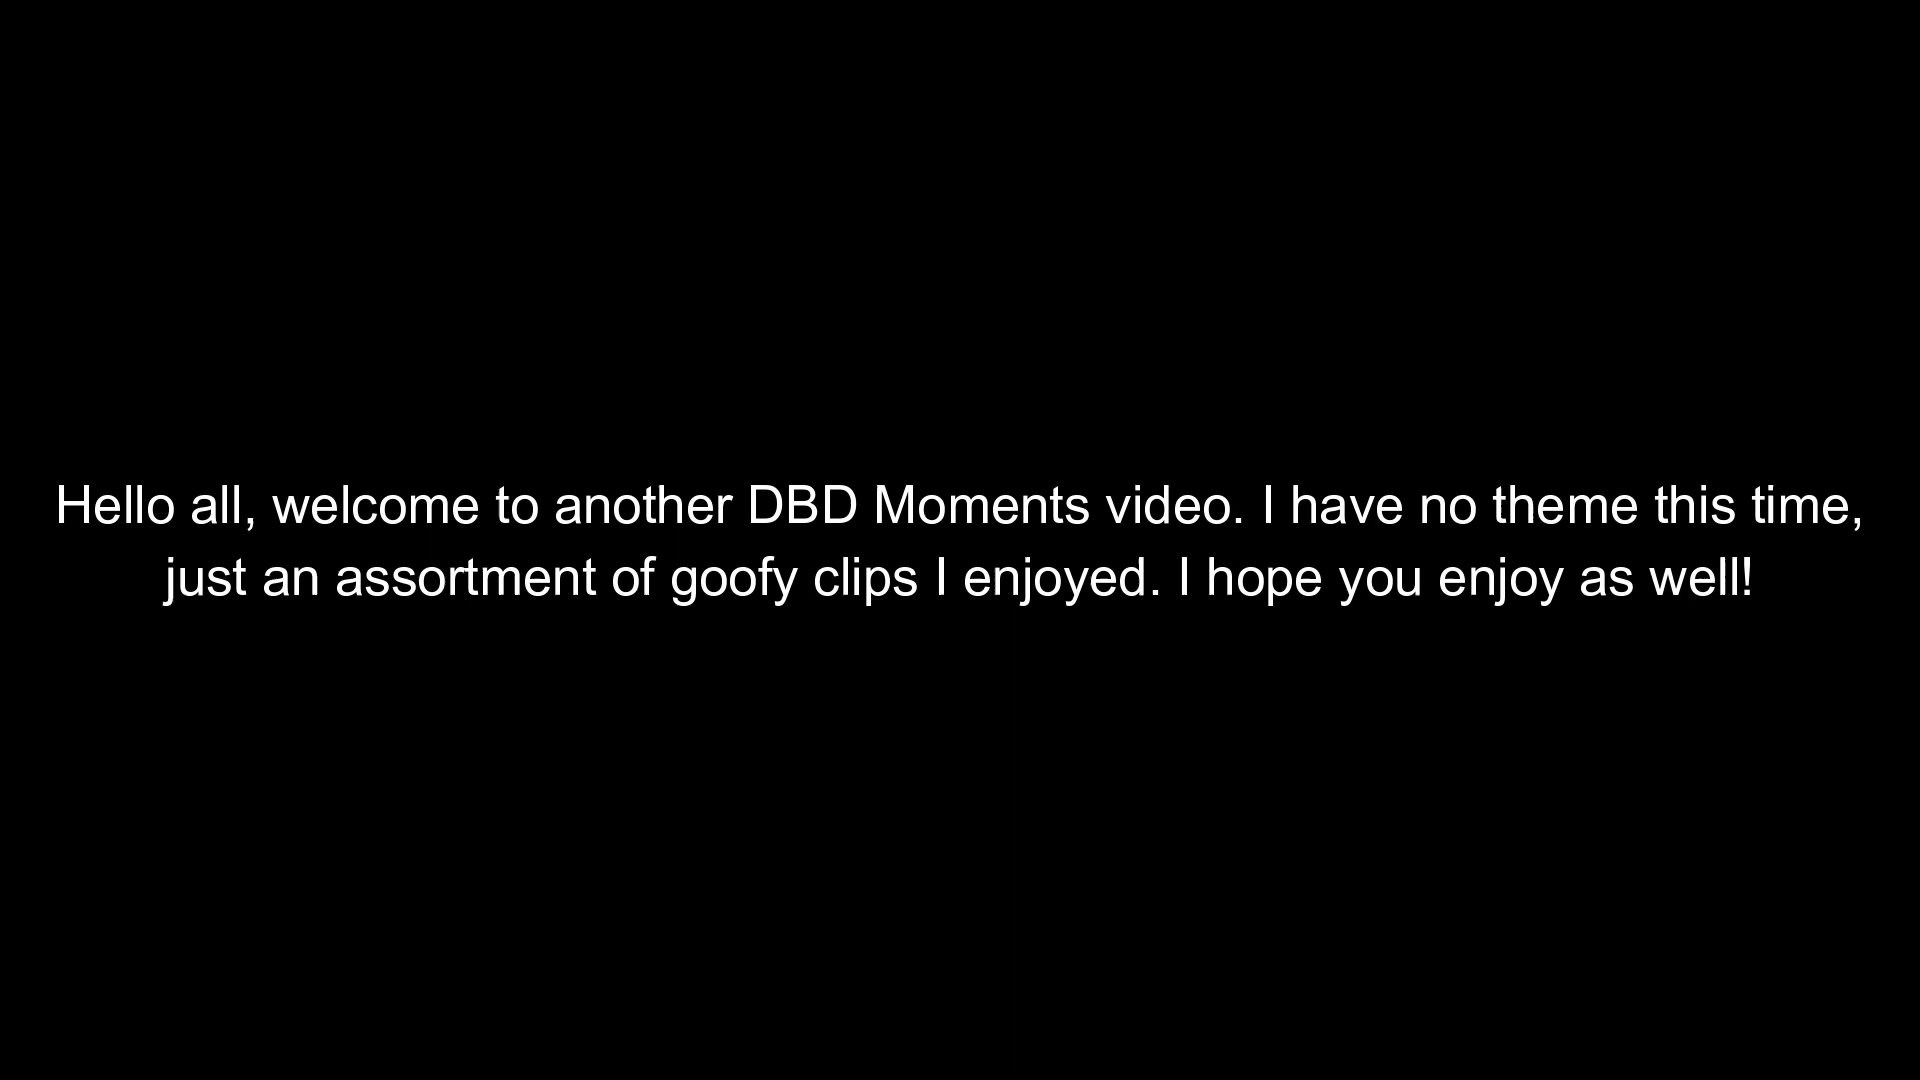 Hello all, welcome to another DBD Moments video. I have no theme this time,
just an assortment of goofy clips I enjoyed. I hope you enjoy as well!